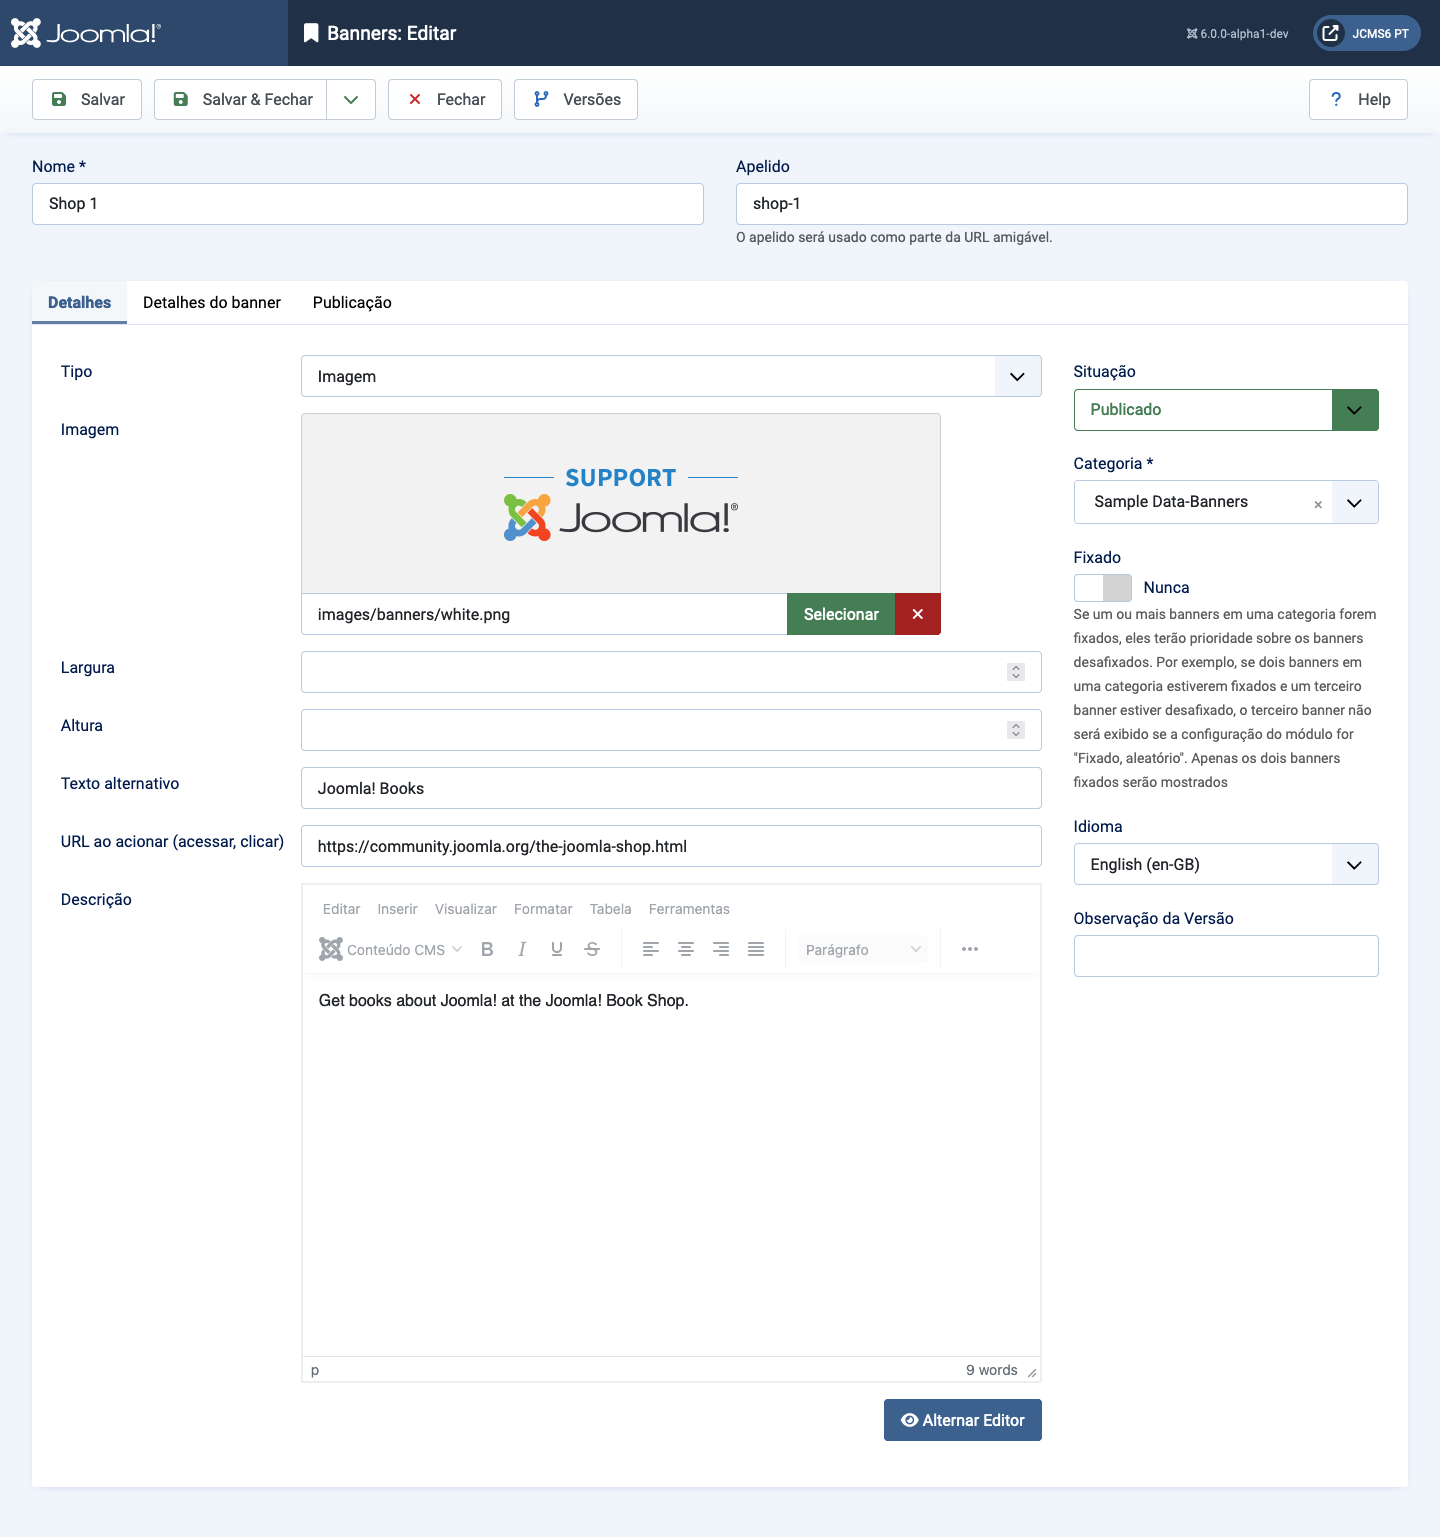 Joomla!®
Banners: Editar
6.0.0-alpha1-dev
JCMS6 PT
Salvar
Salvar & Fechar
Fechar
Versões
? Help
Nome *
Apelido
Shop 1
shop-1
O apelido será usado como parte da URL amigável.
Detalhes
Detalhes do banner
Publicação
Tipo
Imagem
Imagem
SUPPORT
Joomla!®
images/banners/white.png
Selecionar
Largura
Altura
Texto alternativo
Joomla! Books
URL ao acionar (acessar, clicar)
https://community.joomla.org/the-joomla-shop.html
Descrição
Editar Inserir Visualizar Formatar Tabela Ferramentas
Conteúdo CMS B I U S Parágrafo
Get books about Joomla! at the Joomla! Book Shop.
p
9 words
Alternar Editor
Situação
Publicado
Categoria *
Sample Data-Banners ×
Fixado
Nunca
Se um ou mais banners em uma categoria forem
fixados, eles terão prioridade sobre os banners
desafixados. Por exemplo, se dois banners em
uma categoria estiverem fixados e um terceiro
banner estiver desafixado, o terceiro banner não
será exibido se a configuração do módulo for
"Fixado, aleatório". Apenas os dois banners
fixados serão mostrados
Idioma
English (en-GB)
Observação da Versão